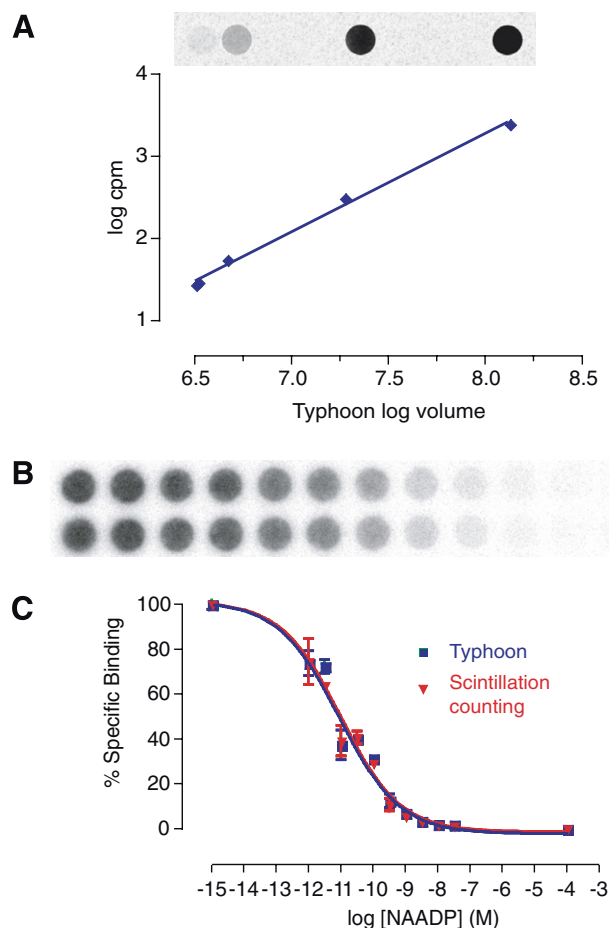 A
4
3
2
1
log cpm
6.5 7.0 7.5 8.0 8.5
Typhoon log volume
B
C
100
80
60
40
20
0
% Specific Binding
Typhoon
Scintillation
counting
-15 -14 -13 -12 -11 -10 -9 -8 -7 -6 -5 -4 -3
log [NAADP] (M)